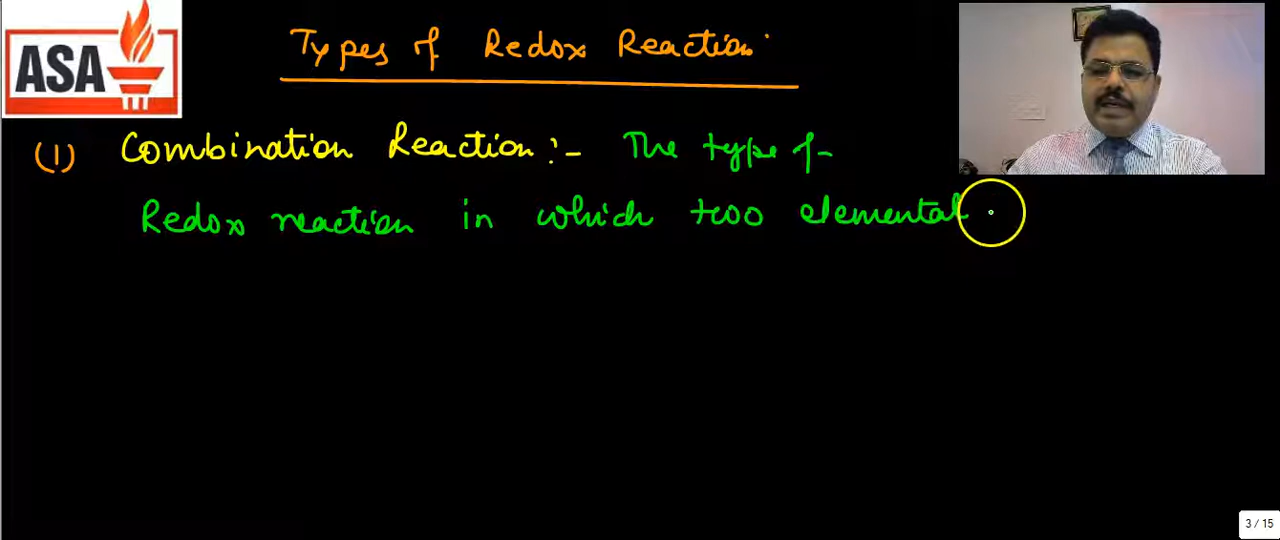 ASA
Types of Redox Reaction
(1) Combination Reaction :- The type of
Redox reaction in which two elemental
3 / 15